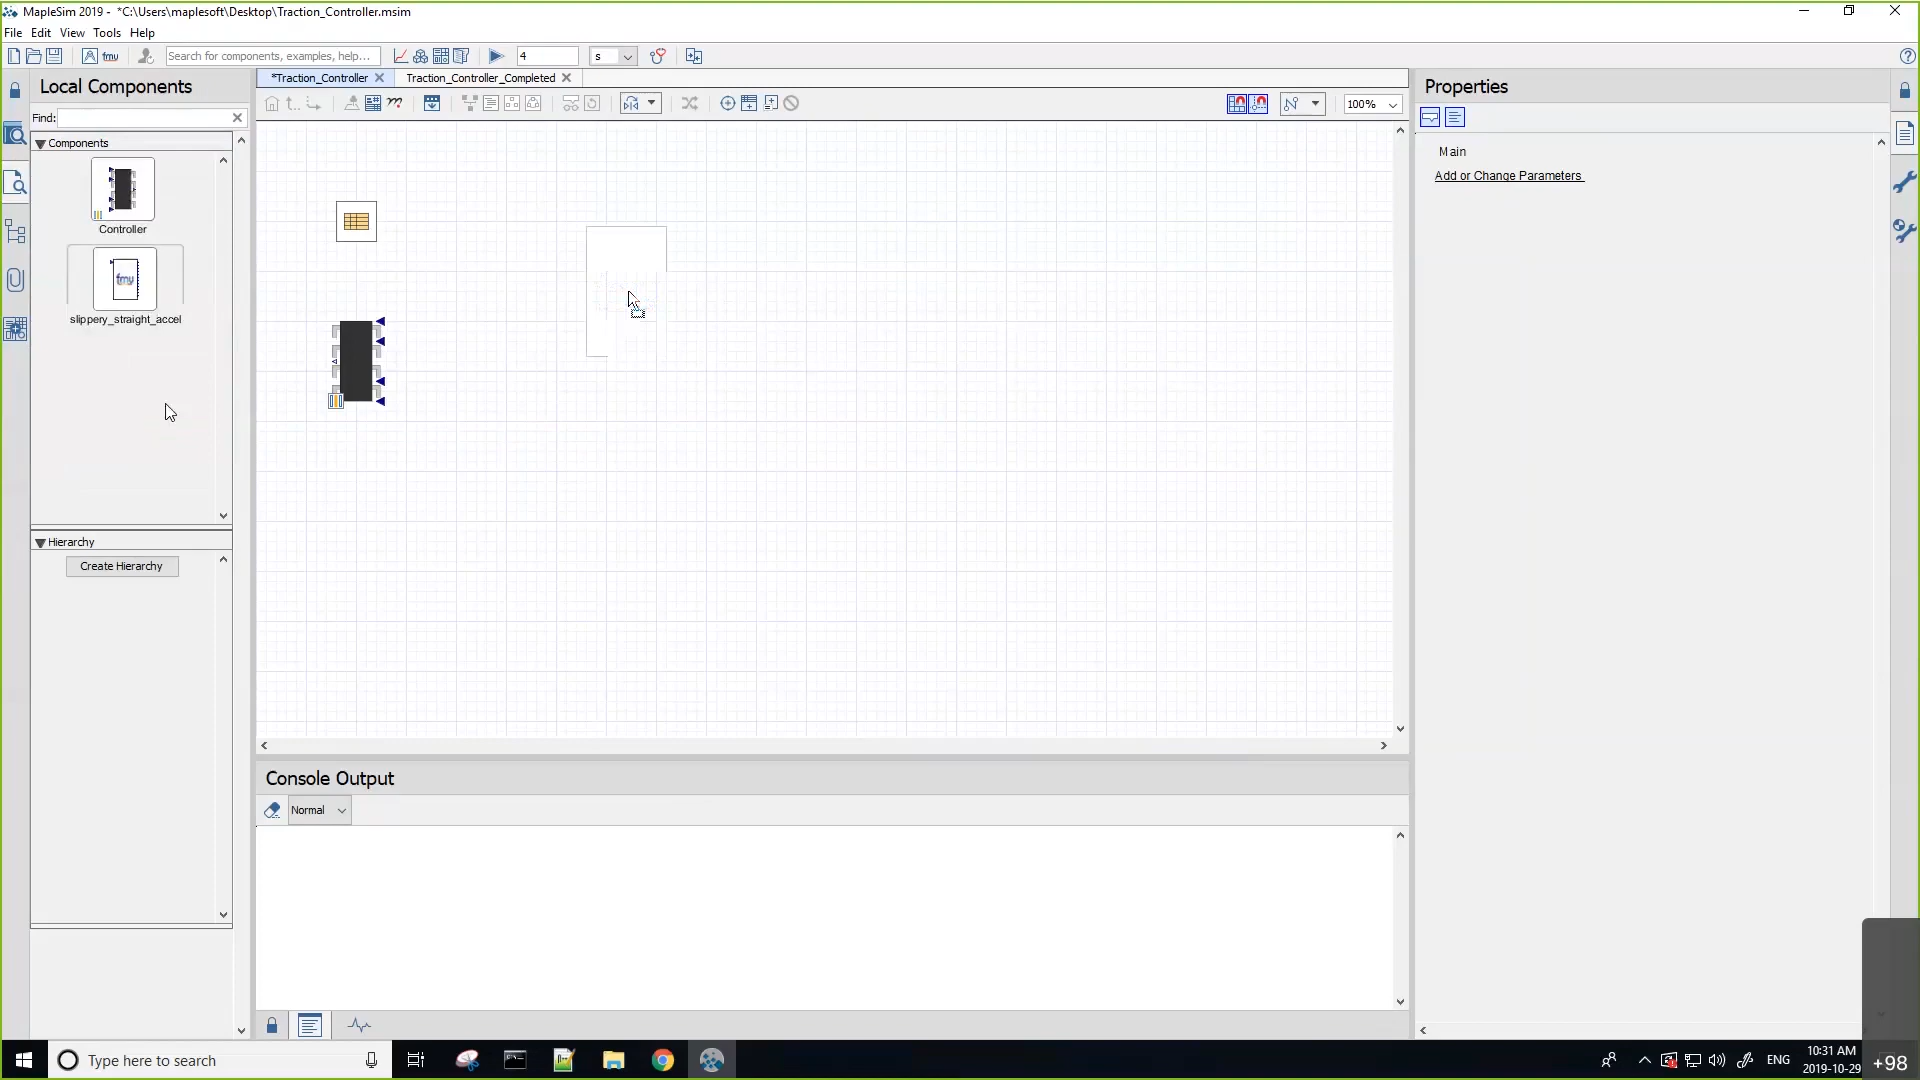 MapleSim 2019 -  *C:\Users\maplesoft\Desktop\Traction_Controller.msim
File Edit View Tools Help
fmu Search for components, examples, help... 4 s
Local Components
*Traction_Controller Traction_Controller_Completed
Properties
Find:
100%
Components
Main
Add or Change Parameters
Controller
fmu
slippery_straight_accel
Hierarchy
Create Hierarchy
Console Output
Normal
Type here to search
ENG
10:31 AM
2019-10-29
+98